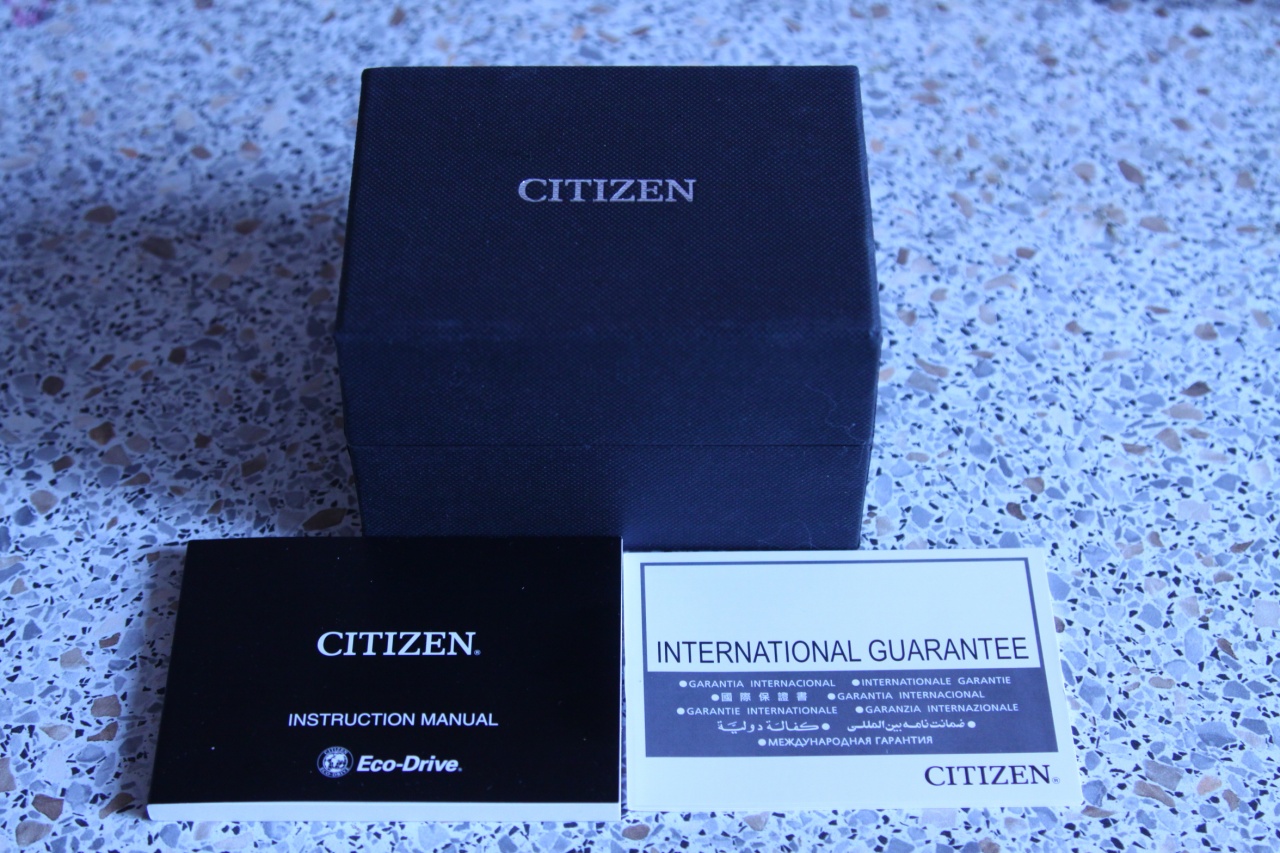 CITIZEN
CITIZEN®
INSTRUCTION MANUAL
Eco-Drive®
INTERNATIONAL GUARANTEE
●GARANTIA INTERNACIONAL ●INTERNATIONALE GARANTIE
●國際保證書 ●GARANTIA INTERNACIONAL
●GARANTIE INTERNATIONALE ●GARANZIA INTERNAZIONALE
●كفالة دولية ●ضمانت نامه بين المللى
●МЕЖДУНАРОДНАЯ ГАРАНТИЯ
CITIZEN®